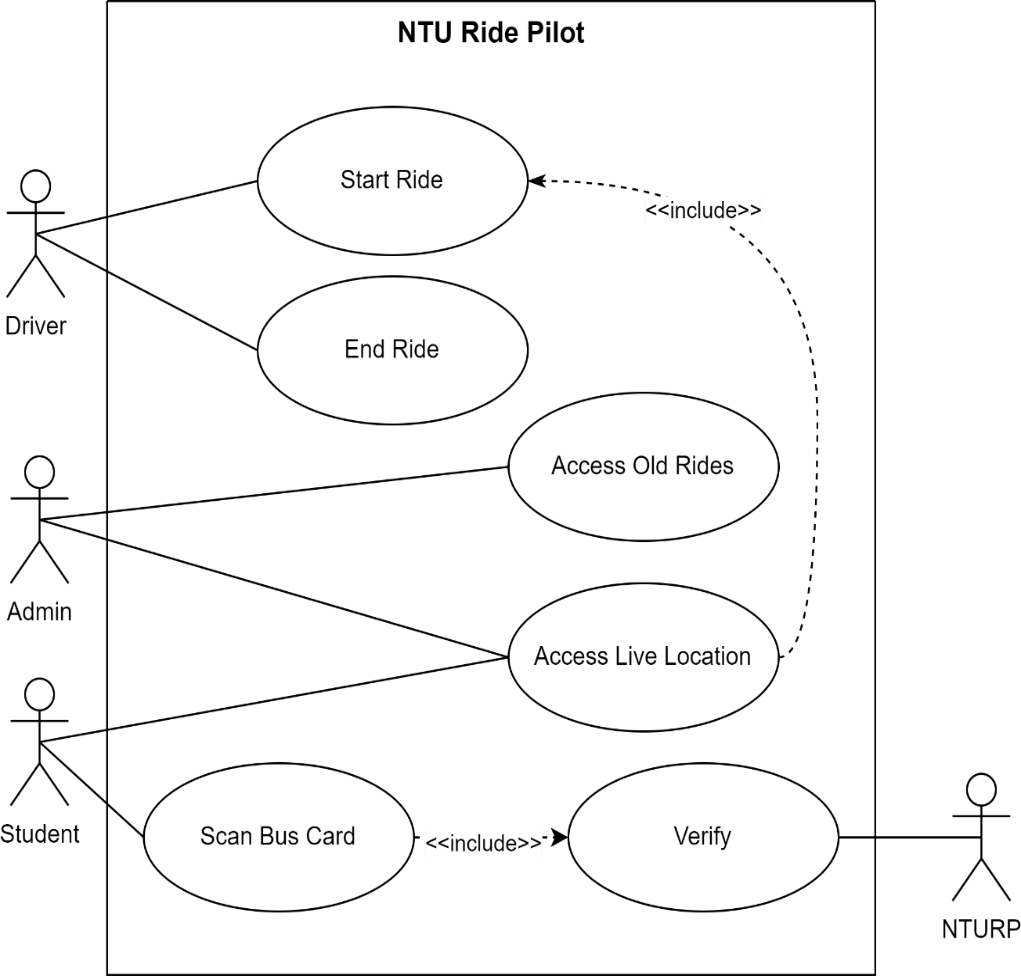 NTU Ride Pilot
Start Ride
<<include>>
Driver
End Ride
Access Old Rides
Admin
Access Live Location
Student
Scan Bus Card
<<include>>
Verify
NTURP